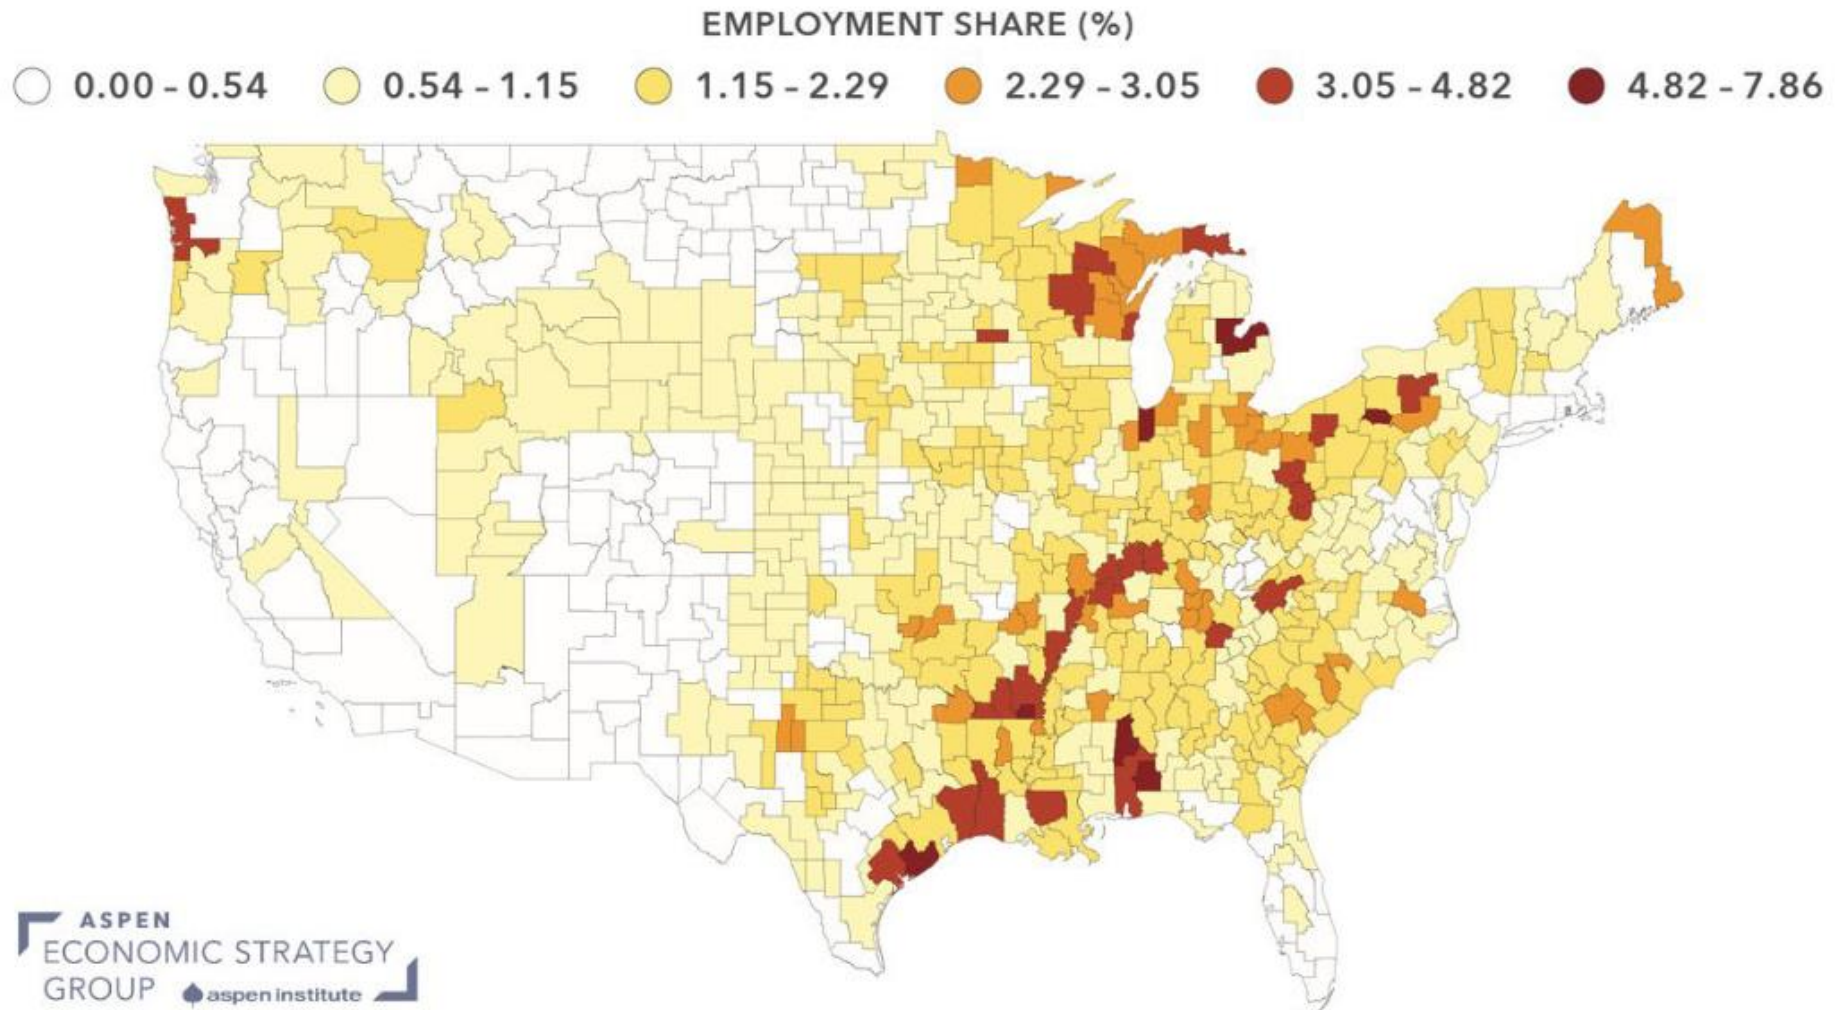 EMPLOYMENT SHARE (%)
0.00 - 0.54 0.54 - 1.15 1.15 - 2.29 2.29 - 3.05 3.05 - 4.82 4.82 - 7.86
ASPEN
ECONOMIC STRATEGY
GROUP aspen institute